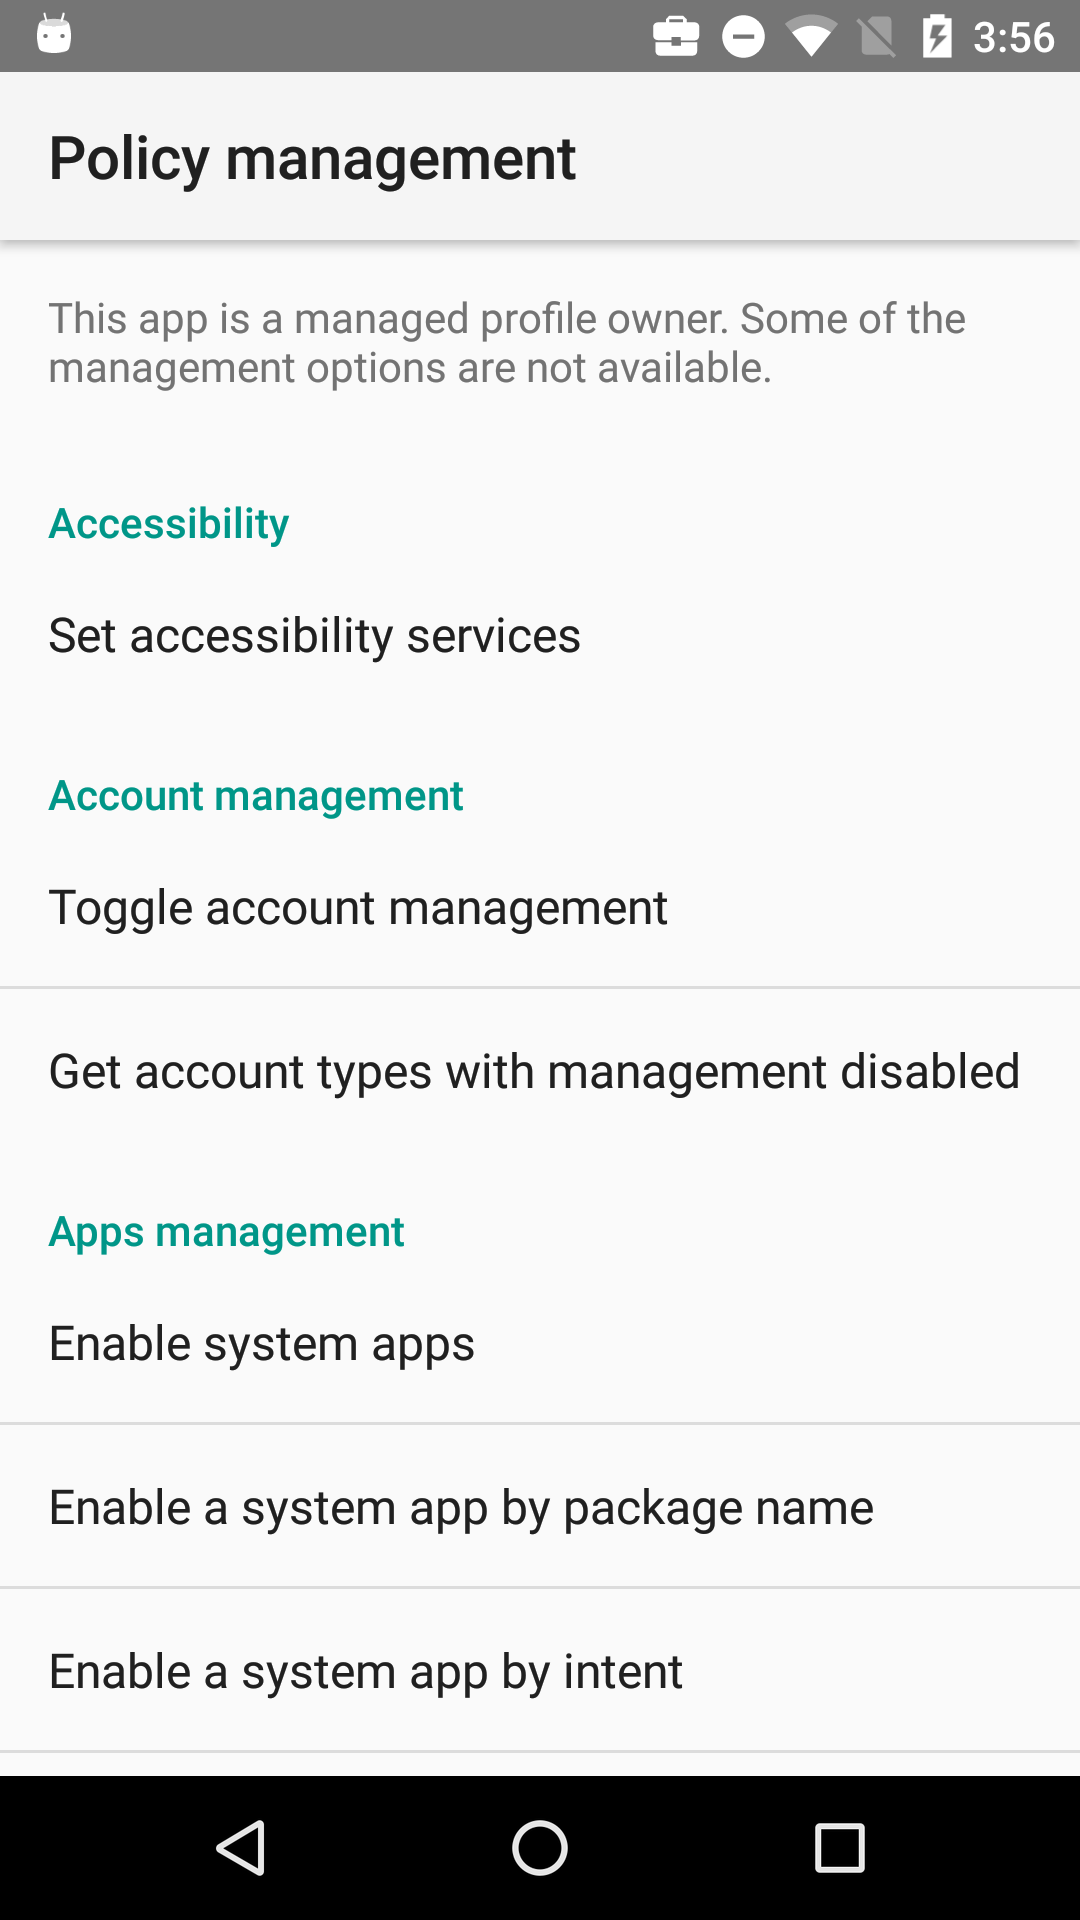 3:56
Policy management
This app is a managed profile owner. Some of the
management options are not available.
Accessibility
Set accessibility services
Account management
Toggle account management
Get account types with management disabled
Apps management
Enable system apps
Enable a system app by package name
Enable a system app by intent